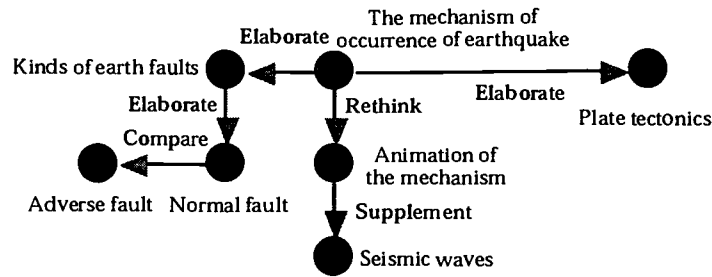 The mechanism of
occurrence of earthquake
Elaborate
Kinds of earth faults
Elaborate
Rethink
Elaborate
Plate tectonics
Compare
Adverse fault
Normal fault
Animation of
the mechanism
Supplement
Seismic waves